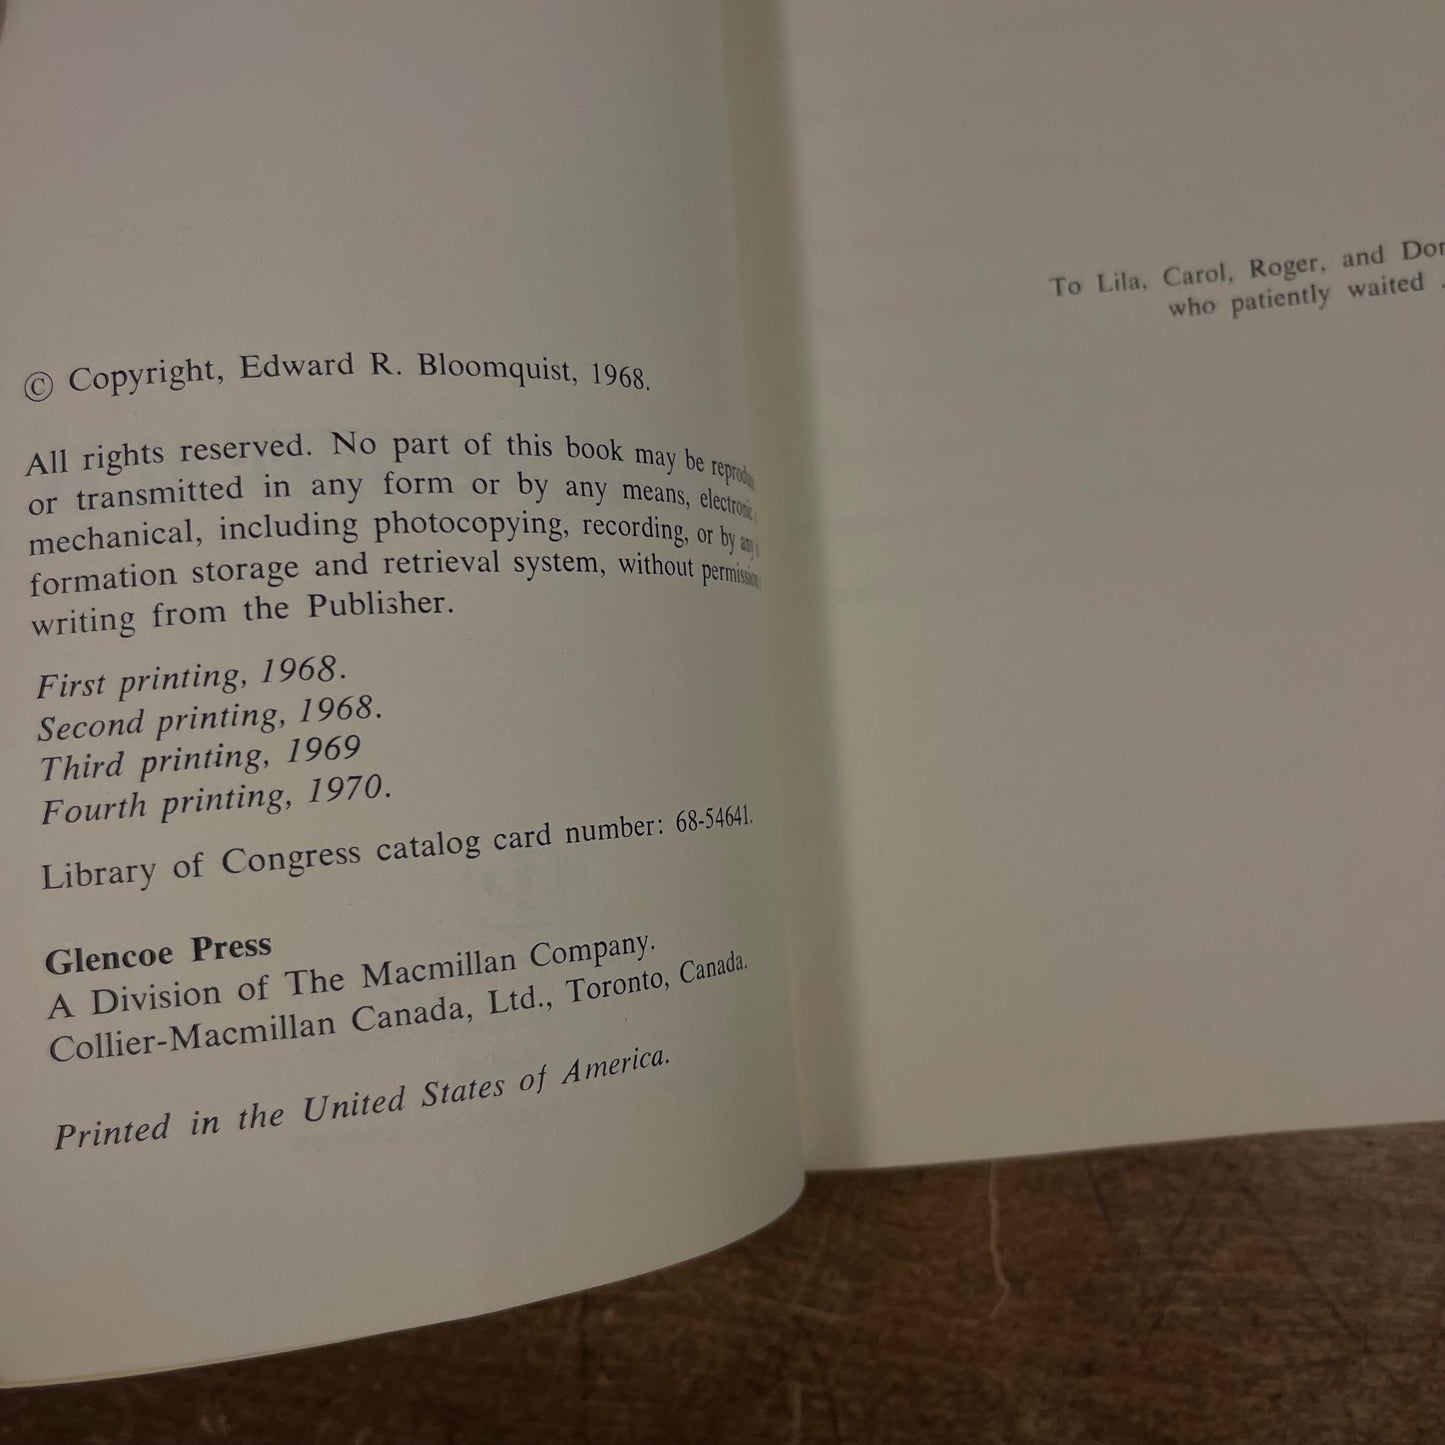 © Copyright, Edward R. Bloomquist, 1968.
All rights reserved. No part of this book may be
or transmitted in any form or by any means, electronic
mechanical, including photocopying, recording, or by any
formation storage and retrieval system, without permission
writing from the Publisher.
First printing, 1968.
Second printing, 1968.
Third printing, 1969
Fourth printing, 1970.
Library of Congress catalog card number: 68-54641.
Glencoe Press
A Division of The Macmillan Company.
Collier-Macmillan Canada, Ltd., Toronto, Canada.
Printed in the United States of America.
To Lila, Carol, Roger, and
who patiently waited .